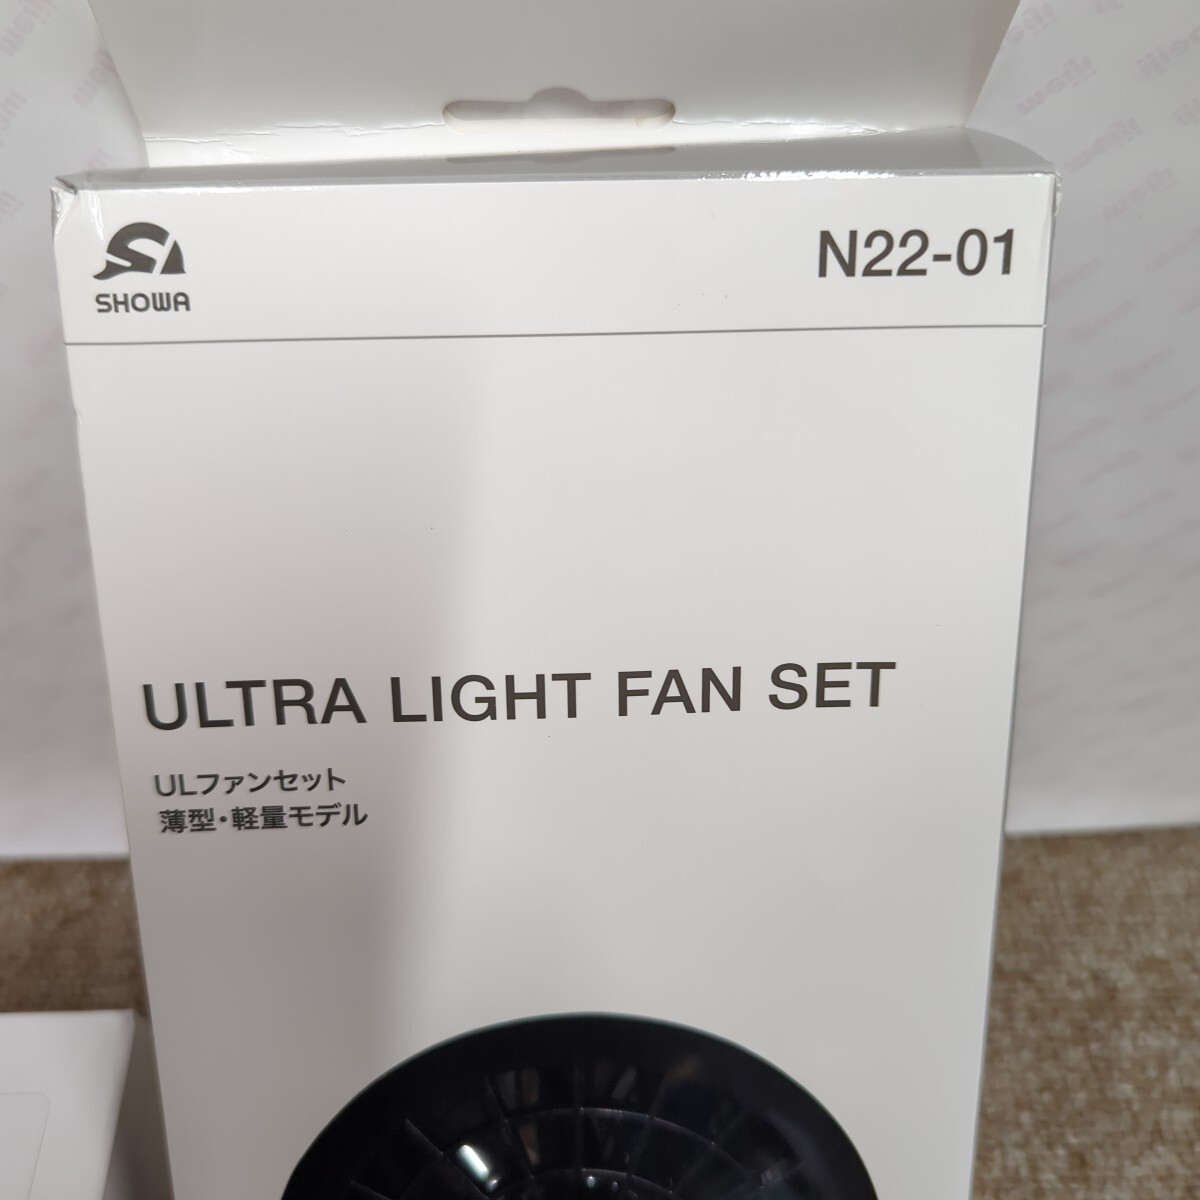 SHOWA
N22-01
ULTRA LIGHT FAN SET
ULファンセット
薄型・軽量モデル
meiji